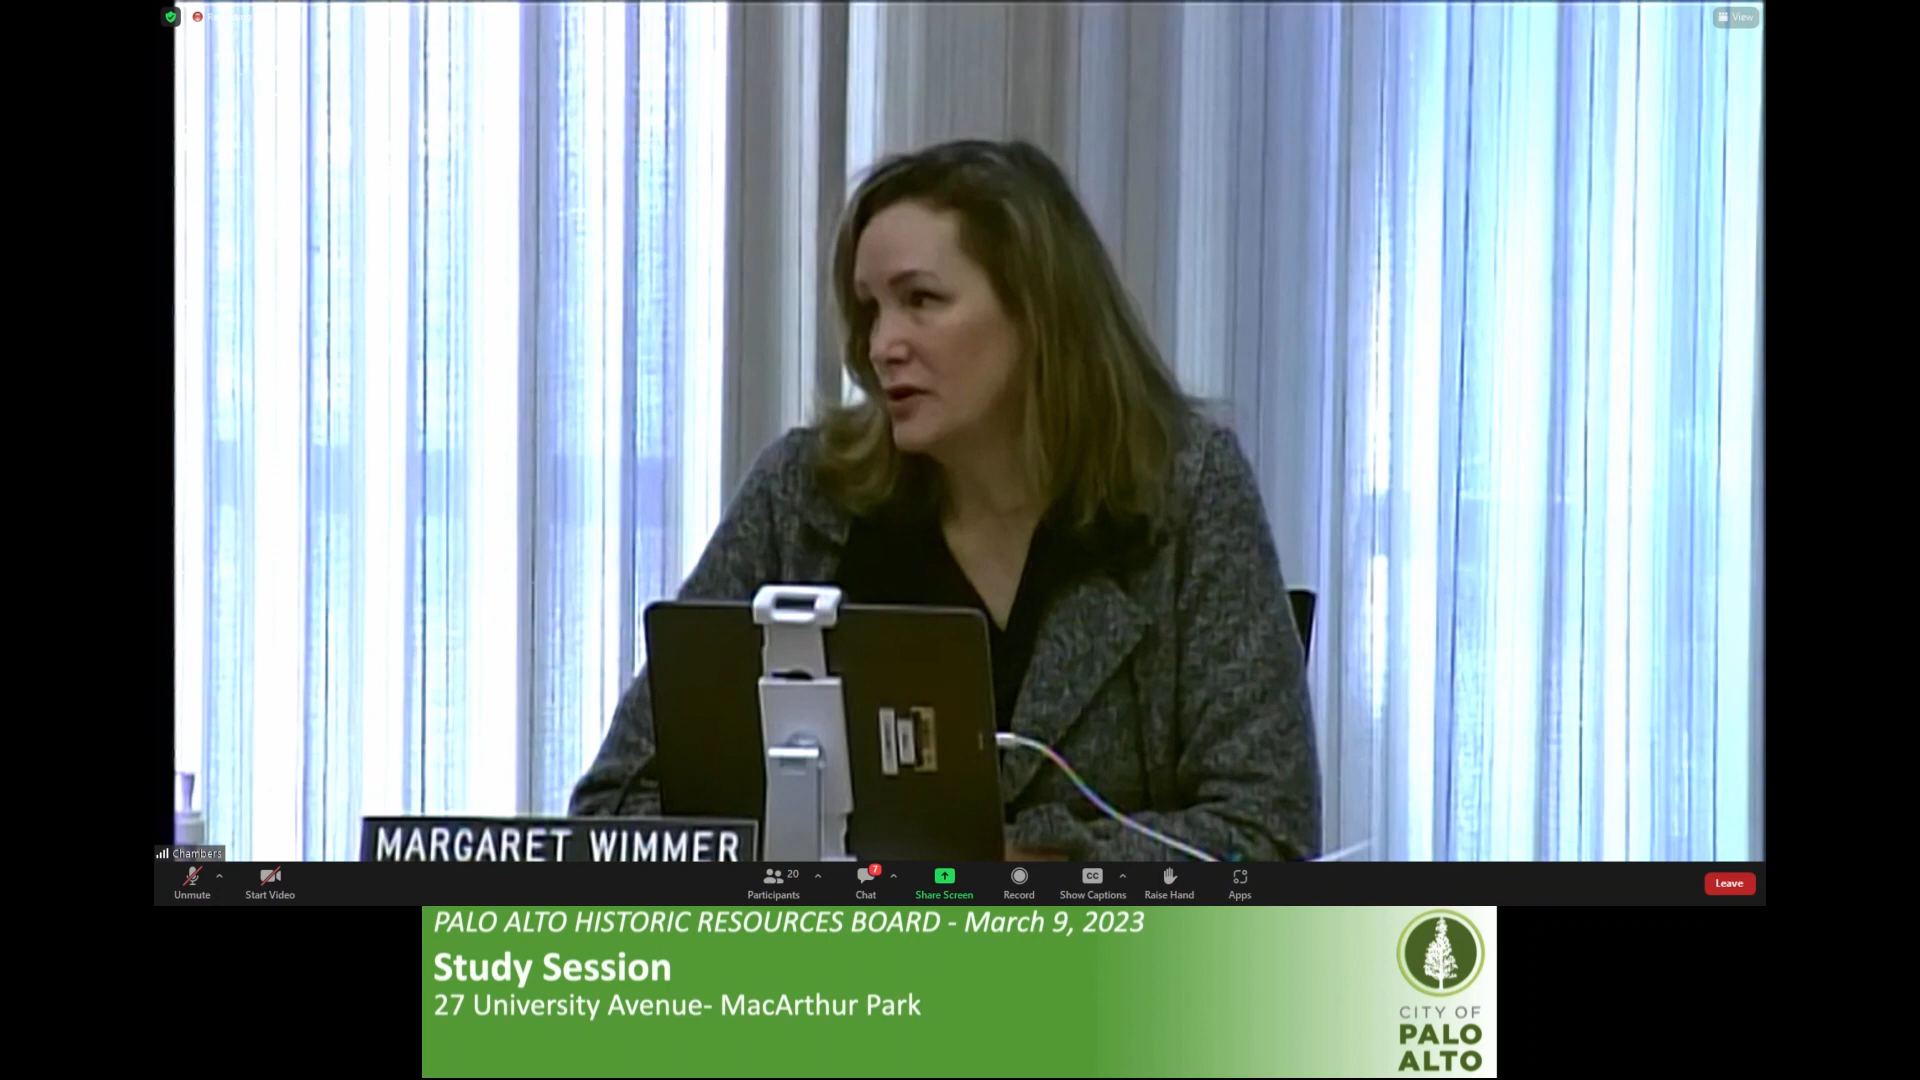 View
MARGARET WIMMER
Chambers
Unmute
Start Video
20
Participants
7
Chat
Share Screen
Record
CC
Show Captions
Raise Hand
Apps
Leave
PALO ALTO HISTORIC RESOURCES BOARD - March 9, 2023
Study Session
27 University Avenue- MacArthur Park
CITY OF
PALO
ALTO